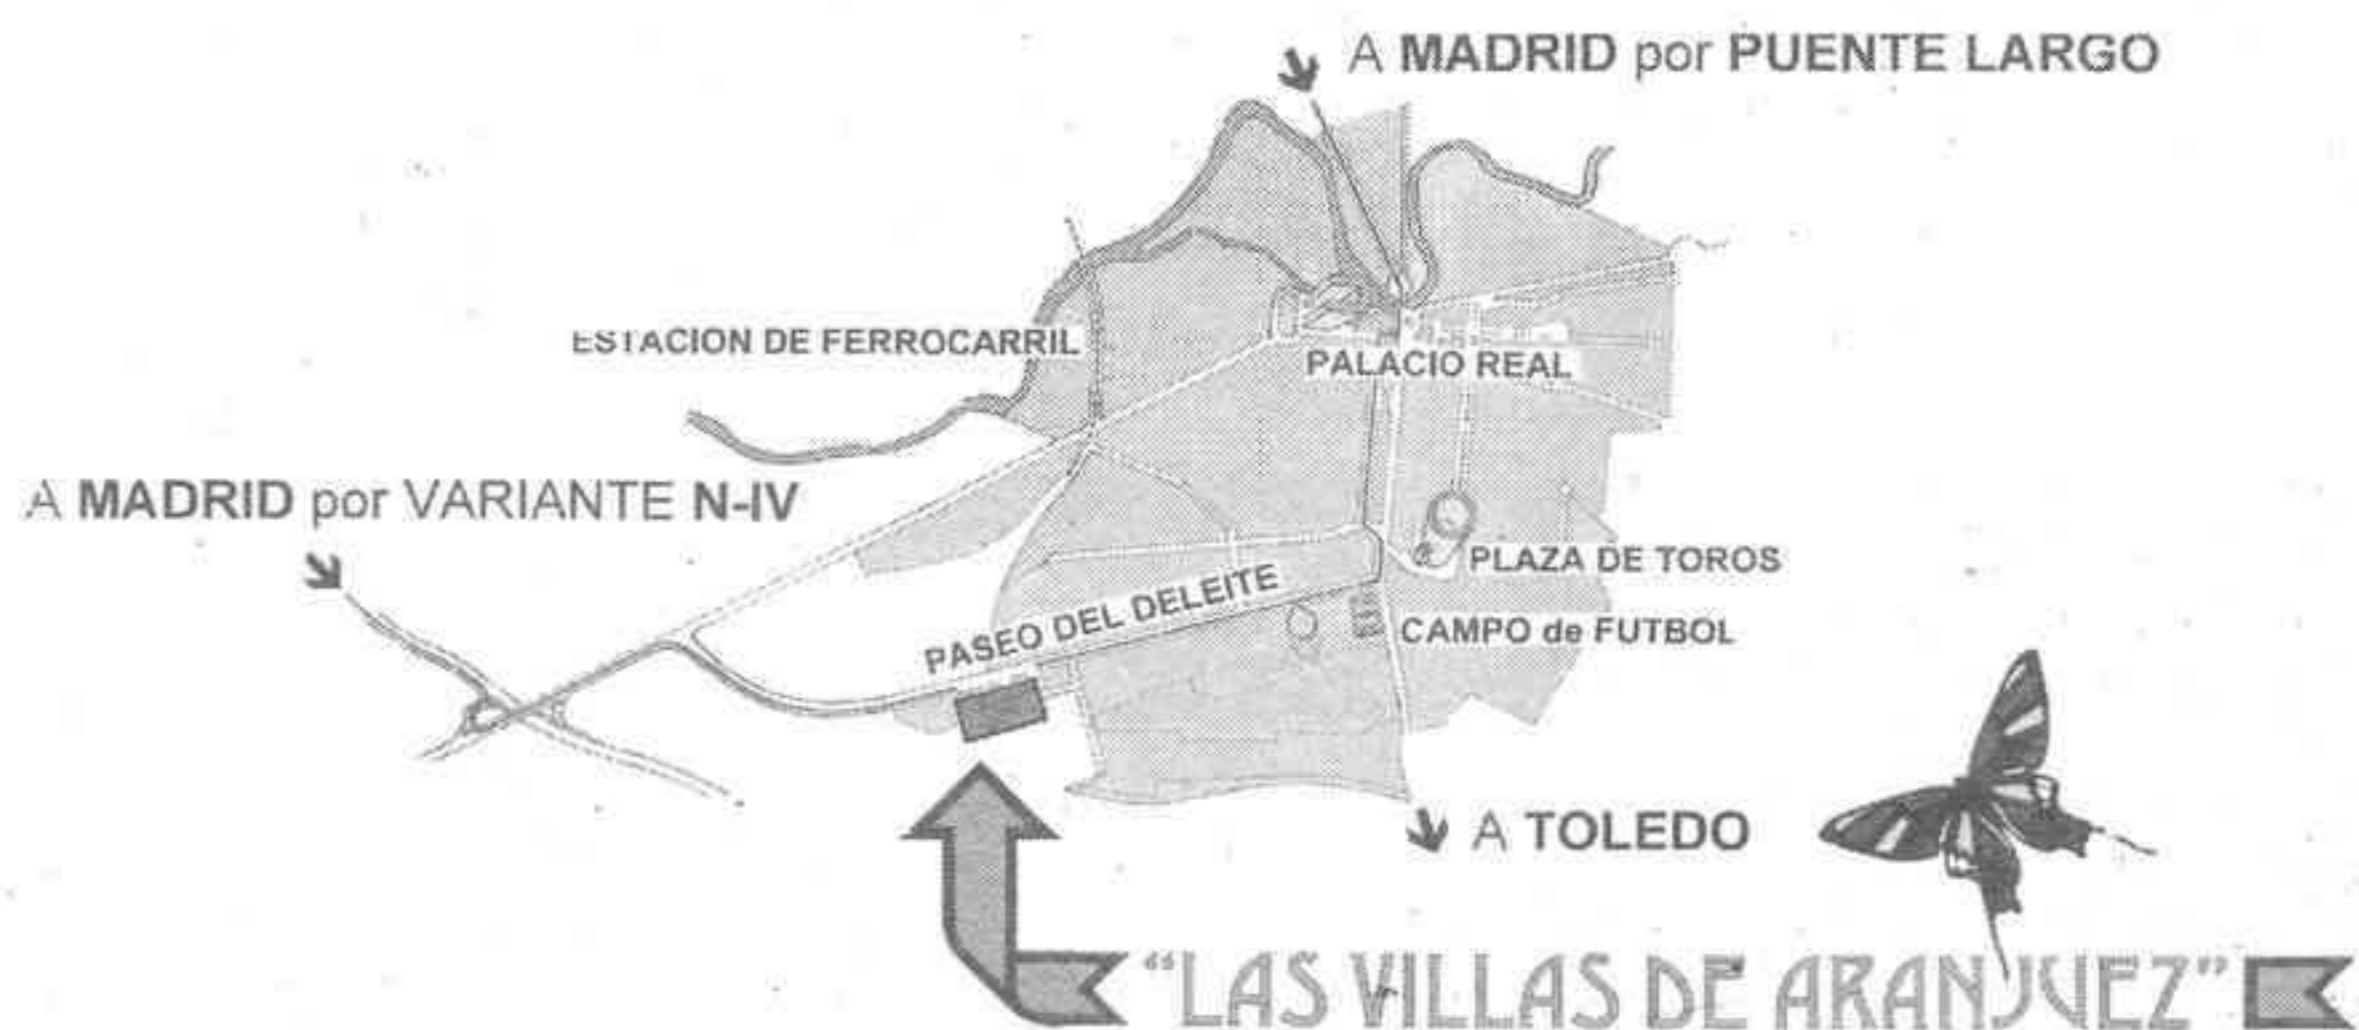 A MADRID por PUENTE LARGO
ESTACION DE FERROCARRIL
PALACIO REAL
A MADRID por VARIANTE N-IV
PLAZA DE TOROS
PASEO DEL DELEITE
CAMPO de FUTBOL
A TOLEDO
“LAS VILLAS DE ARANJUEZ”